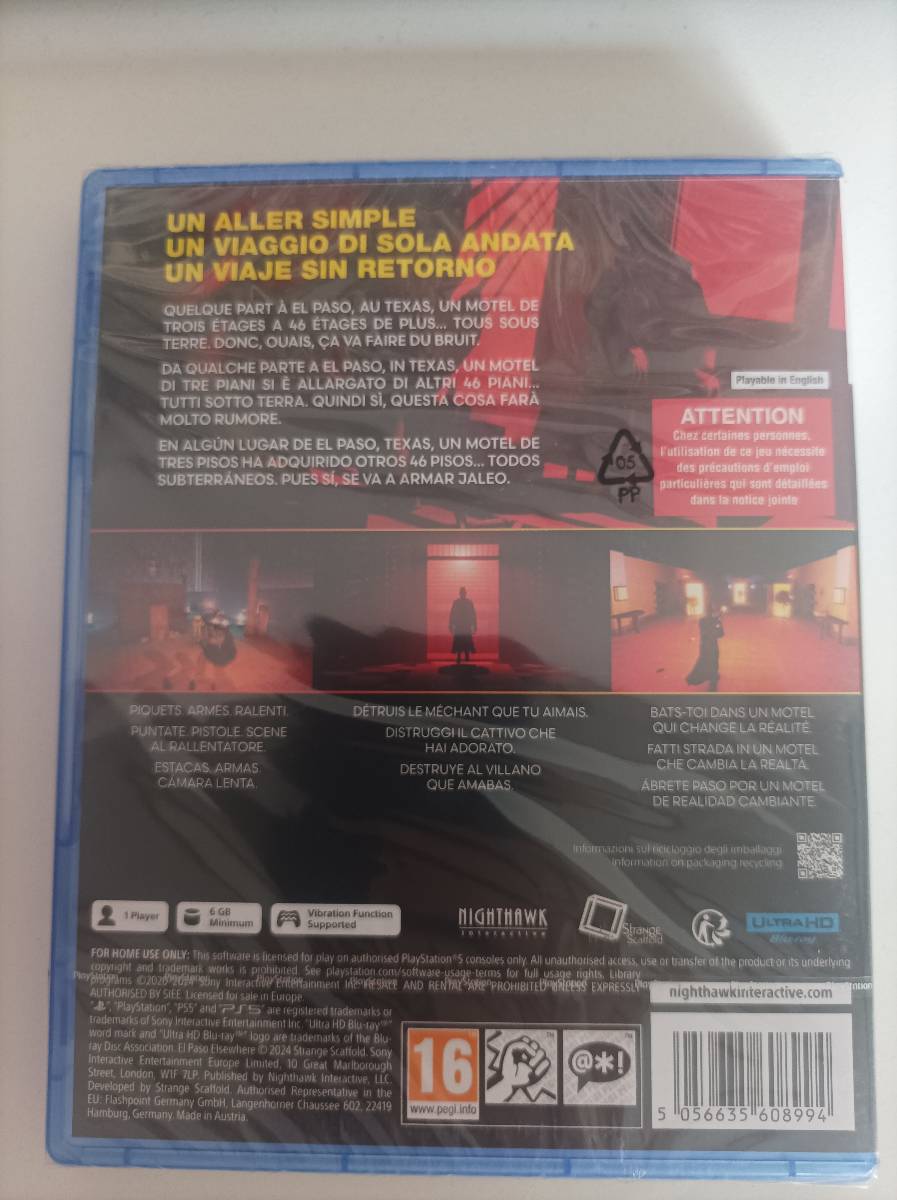 UN ALLER SIMPLE
UN VIAGGIO DI SOLA ANDATA
UN VIAJE SIN RETORNO
QUELQUE PART À EL PASO, AU TEXAS, UN MOTEL DE
TROIS ÉTAGES A 46 ÉTAGES DE PLUS... TOUS SOUS
TERRE. DONC, OUAIS, ÇA VA FAIRE DU BRUIT.
DA QUALCHE PARTE A EL PASO, IN TEXAS, UN MOTEL
DI TRE PIANI SI È ALLARGATO DI ALTRI 46 PIANI...
TUTTI SOTTO TERRA. QUINDI SÌ, QUESTA COSA FARÀ
MOLTO RUMORE.
EN ALGÚN LUGAR DE EL PASO, TEXAS, UN MOTEL DE
TRES PISOS HA ADQUIRIDO OTROS 46 PISOS... TODOS
SUBTERRÁNEOS. PUES SÍ, SE VA A ARMAR JALEO.
Playable in English
ATTENTION
Chez certaines personnes,
l'utilisation de ce jeu nécessite
des précautions d'emploi
particulières qui sont détaillées
dans la notice jointe
05
PP
PIQUETS. ARMES. RALENTI.
PUNTATE. PISTOLE. SCENE
AL RALLENTATORE.
ESTACAS. ARMAS.
CÁMARA LENTA.
DÉTRUIS LE MÉCHANT QUE TU AIMAIS.
DISTRUGGI IL CATTIVO CHE
HAI ADORATO.
DESTRUYE AL VILLANO
QUE AMABAS.
BATS-TOI DANS UN MOTEL
QUI CHANGE LA RÉALITÉ.
FATTI STRADA IN UN MOTEL
CHE CAMBIA LA REALTÀ.
ÁBRETE PASO POR UN MOTEL
DE REALIDAD CAMBIANTE.
Informazioni sul riciclaggio degli imballaggi
Information on packaging recycling
1 Player
6 GB
Minimum
Vibration Function
Supported
NIGHTHAWK
interactive
Strange
Scaffold
ULTRA HD
Blu-ray
FOR HOME USE ONLY: This software is licensed for play on authorised PlayStation®5 consoles only. All unauthorised access, use or transfer of the product or its underlying
copyright and trademark works is prohibited. See playstation.com/software-usage-terms for full usage rights. Library
programs ©2020-2024 Sony Interactive Entertainment Inc. RESALE AND RENTAL ARE PROHIBITED UNLESS EXPRESSLY
AUTHORISED BY SIEE. Licensed for sale in Europe.
"PlayStation", "PS5" and PS5 are registered trademarks or
trademarks of Sony Interactive Entertainment Inc. "Ultra HD Blu-ray™"
word mark and "Ultra HD Blu-ray™" logo are trademarks of the Blu-
ray Disc Association. El Paso Elsewhere © 2024 Strange Scaffold. Sony
Interactive Entertainment Europe Limited, 10 Great Marlborough
Street, London, W1F 7LP. Published by Nighthawk Interactive, LLC.
Developed by Strange Scaffold. Authorised Representative in the
EU: Flashpoint Germany GmbH, Langenhorner Chaussee 602, 22419
Hamburg, Germany. Made in Austria.
nighthawkinteractive.com
16
www.pegi.info
@*!
5 056635 608994